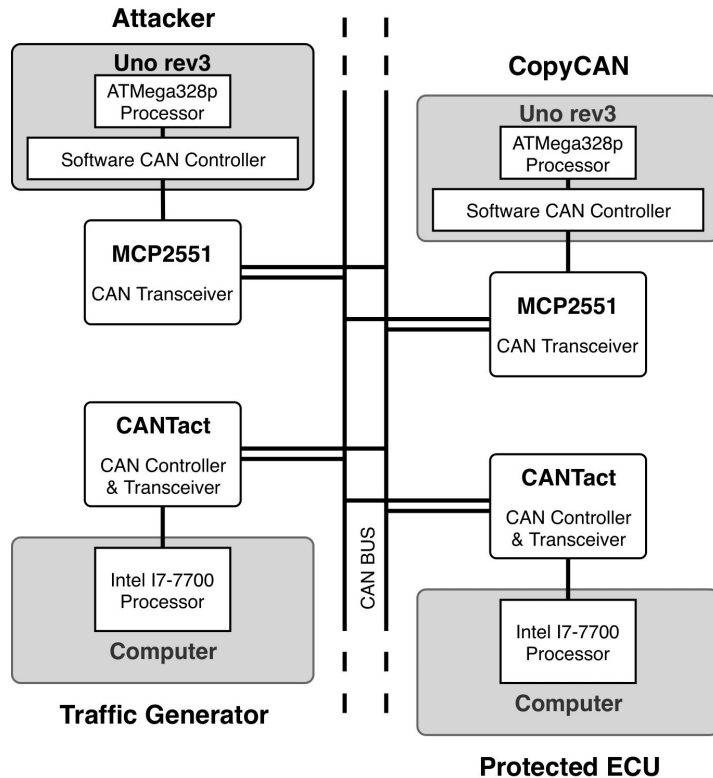 Attacker
Uno rev3
ATMega328p
Processor
Software CAN Controller
MCP2551
CAN Transceiver
CANTact
CAN Controller
& Transceiver
Intel I7-7700
Processor
Computer
Traffic Generator
CAN BUS
CopyCAN
Uno rev3
ATMega328p
Processor
Software CAN Controller
MCP2551
CAN Transceiver
CANTact
CAN Controller
& Transceiver
Intel I7-7700
Processor
Computer
Protected ECU